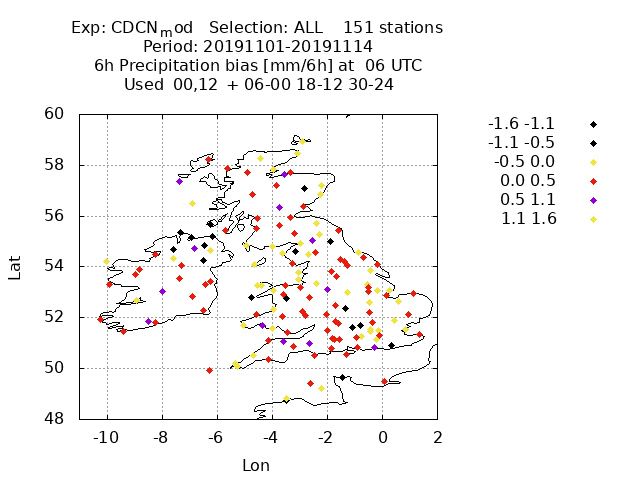 Exp: CDCNmod   Selection: ALL    151 stations
Period: 20191101-20191114
6h Precipitation bias [mm/6h] at  06 UTC
Used  00,12  + 06-00 18-12 30-24
-1.6 -1.1
-1.1 -0.5
-0.5 0.0
0.0 0.5
0.5 1.1
1.1 1.6
60
58
56
54
52
50
48
Lat
-10 -8 -6 -4 -2 0 2
Lon